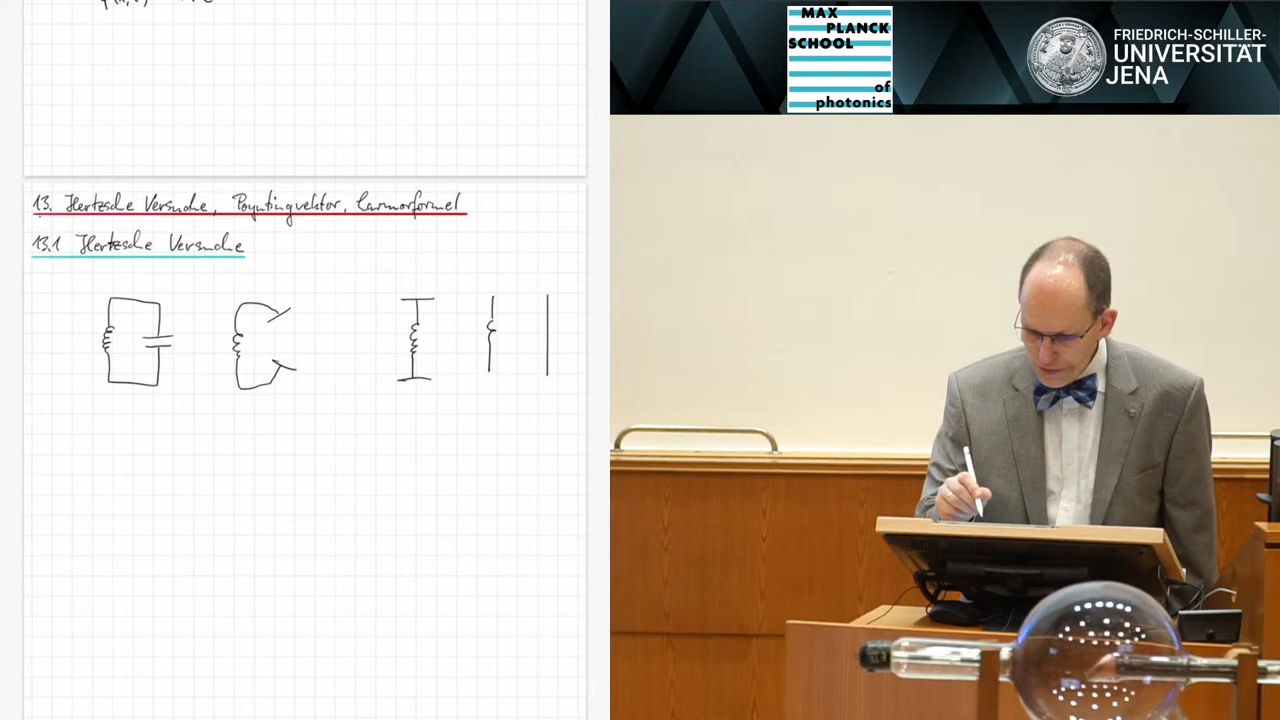 13. Hertzsche Versuche, Poyntingvektor, Larmorformel
13.1 Hertzsche Versuche
MAX
PLANCK
SCHOOL
of
photonics
FRIEDRICH-SCHILLER-
UNIVERSITÄT
JENA